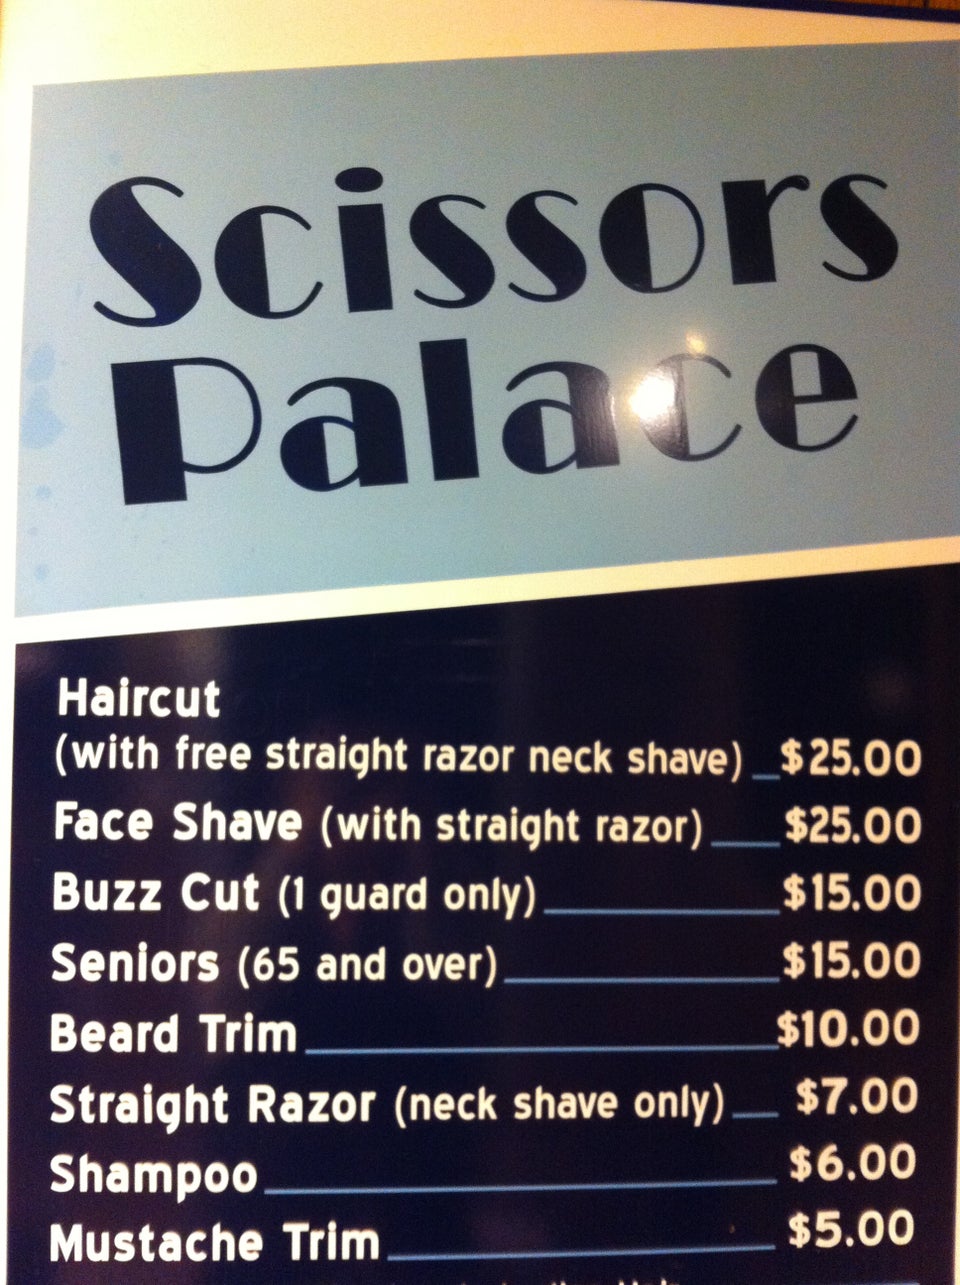 Scissors
Palace
Haircut
(with free straight razor neck shave) $25.00
Face Shave (with straight razor) $25.00
Buzz Cut (1 guard only) $15.00
Seniors (65 and over) $15.00
Beard Trim $10.00
Straight Razor (neck shave only) $7.00
Shampoo $6.00
Mustache Trim $5.00